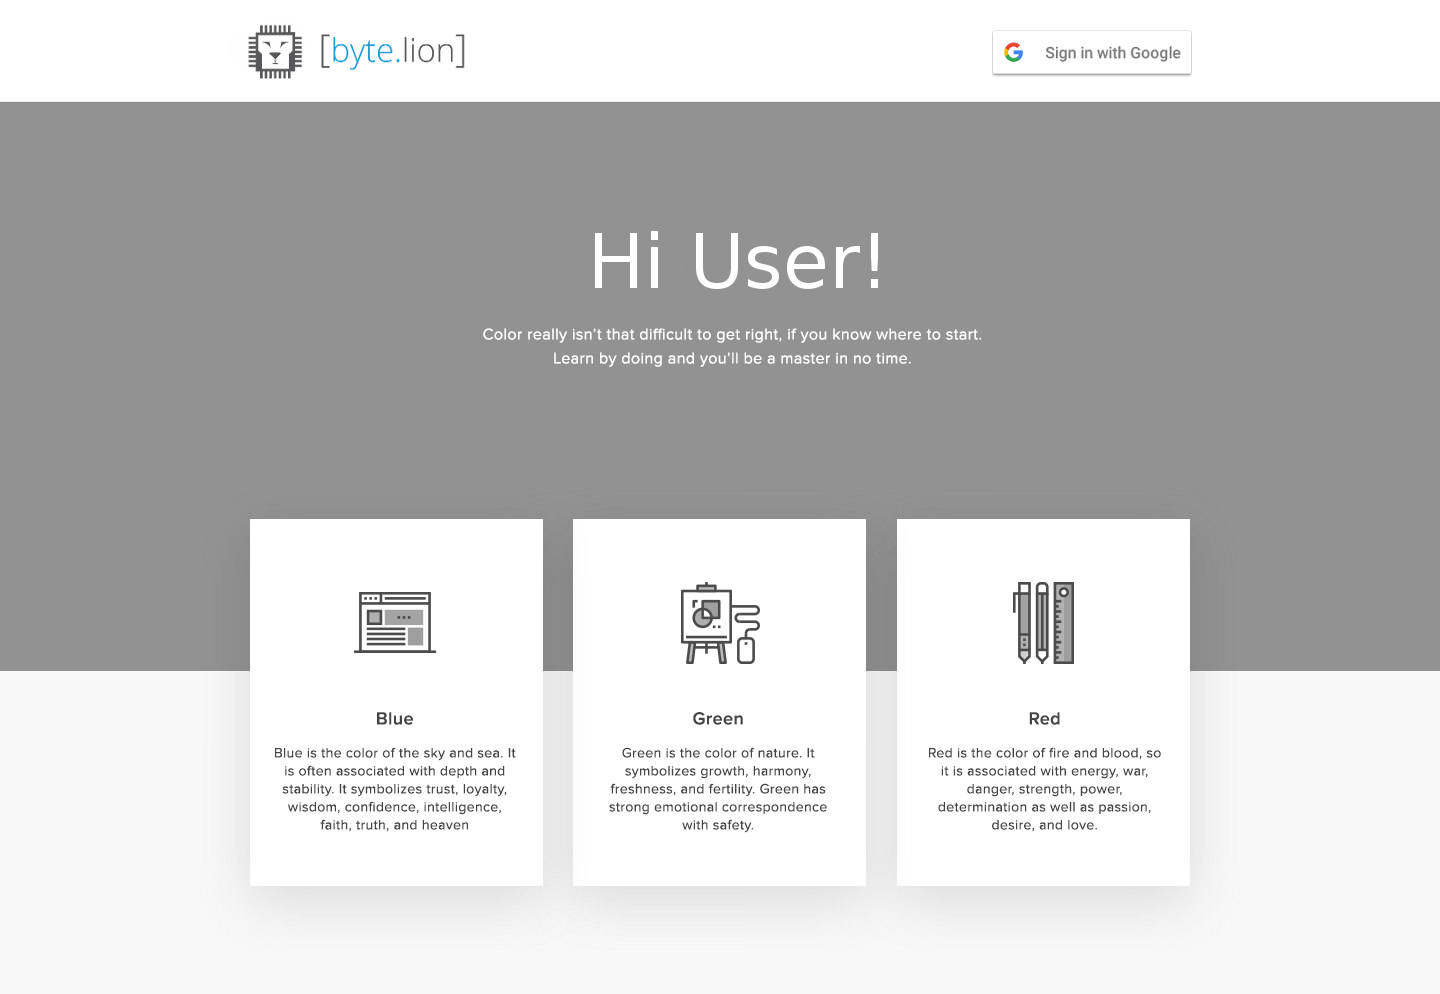 [byte.lion]
Sign in with Google
Hi User!
Color really isn't that difficult to get right, if you know where to start.
Learn by doing and you'll be a master in no time.
Blue
Blue is the color of the sky and sea. It
is often associated with depth and
stability. It symbolizes trust, loyalty,
wisdom, confidence, intelligence,
faith, truth, and heaven
Green
Green is the color of nature. It
symbolizes growth, harmony,
freshness, and fertility. Green has
strong emotional correspondence
with safety.
Red
Red is the color of fire and blood, so
it is associated with energy, war,
danger, strength, power,
determination as well as passion,
desire, and love.